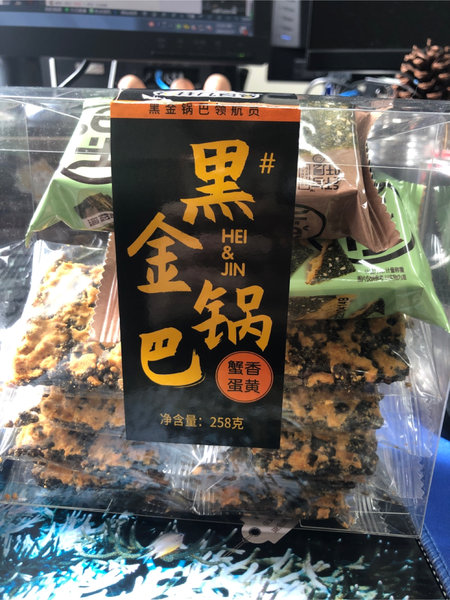 黑金锅巴领航员
#
黑金锅巴
HEI
&
JIN
蟹香
蛋黄
净含量：258克